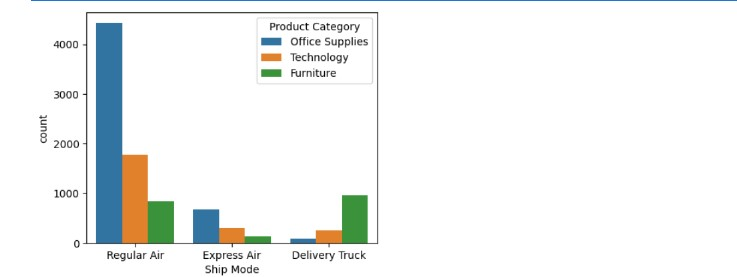 Product Category
Office Supplies
Technology
Furniture
4000
3000
2000
1000
0
count
Regular Air
Express Air
Delivery Truck
Ship Mode